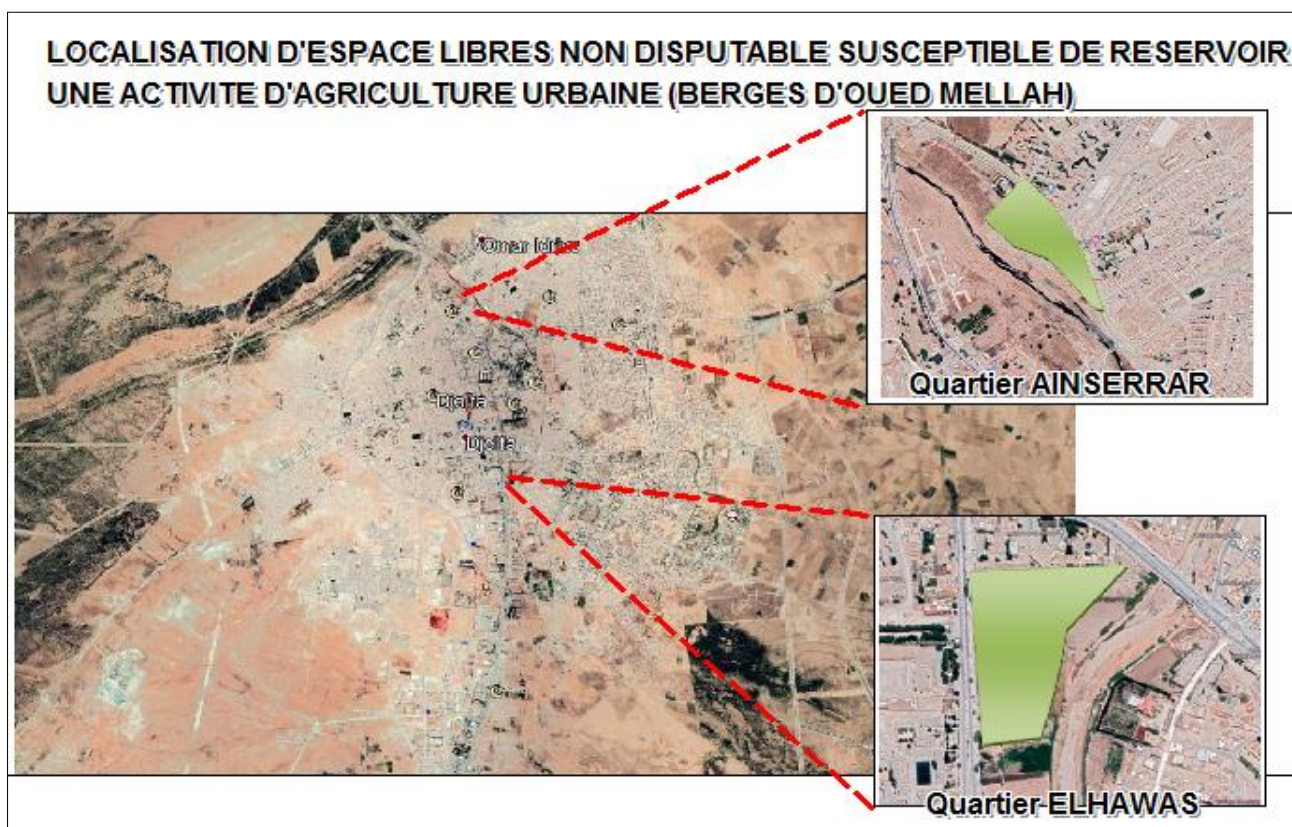 LOCALISATION D'ESPACE LIBRES NON DISPUTABLE SUSCEPTIBLE DE RESERVOIR
UNE ACTIVITE D'AGRICULTURE URBAINE (BERGES D'OUED MELLAH)
Omar Idriss
Quartier AINSERRAR
Djelfa
Djelfa
Quartier ELHAWAS